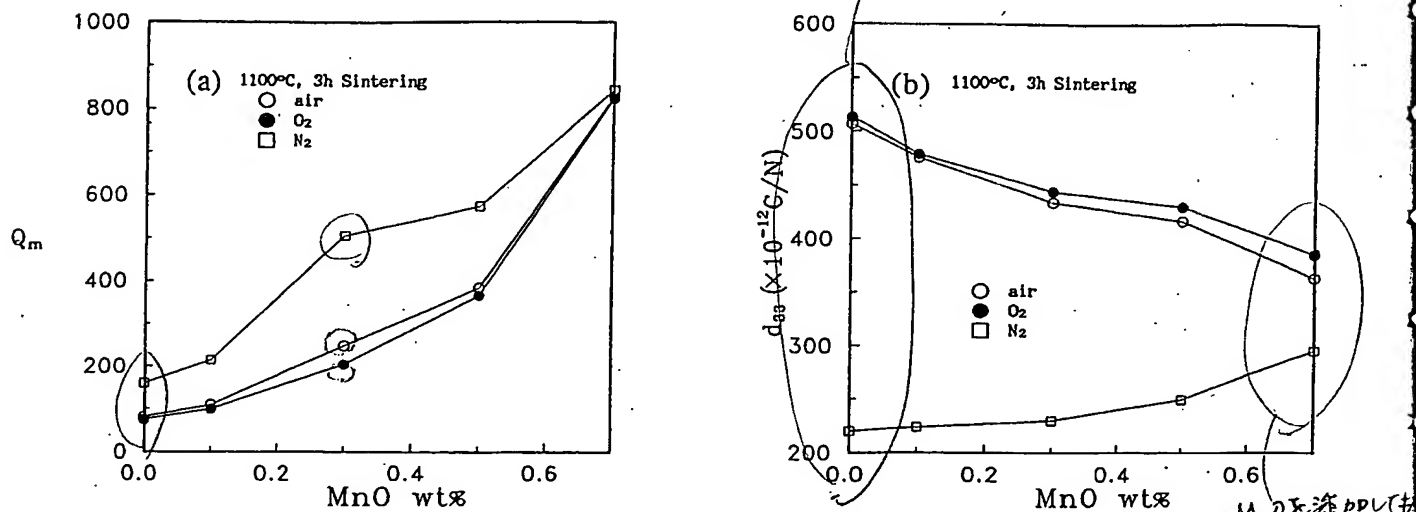 1000
800
600
400
200
0
Qm
(a) 1100°C, 3h Sintering
air
O2
N2
0.0 0.2 0.4 0.6
MnO wt%
600
500
400
300
200
d33 (×10⁻¹²C/N)
(b) 1100°C, 3h Sintering
air
O2
N2
0.0 0.2 0.4 0.6
MnO wt%